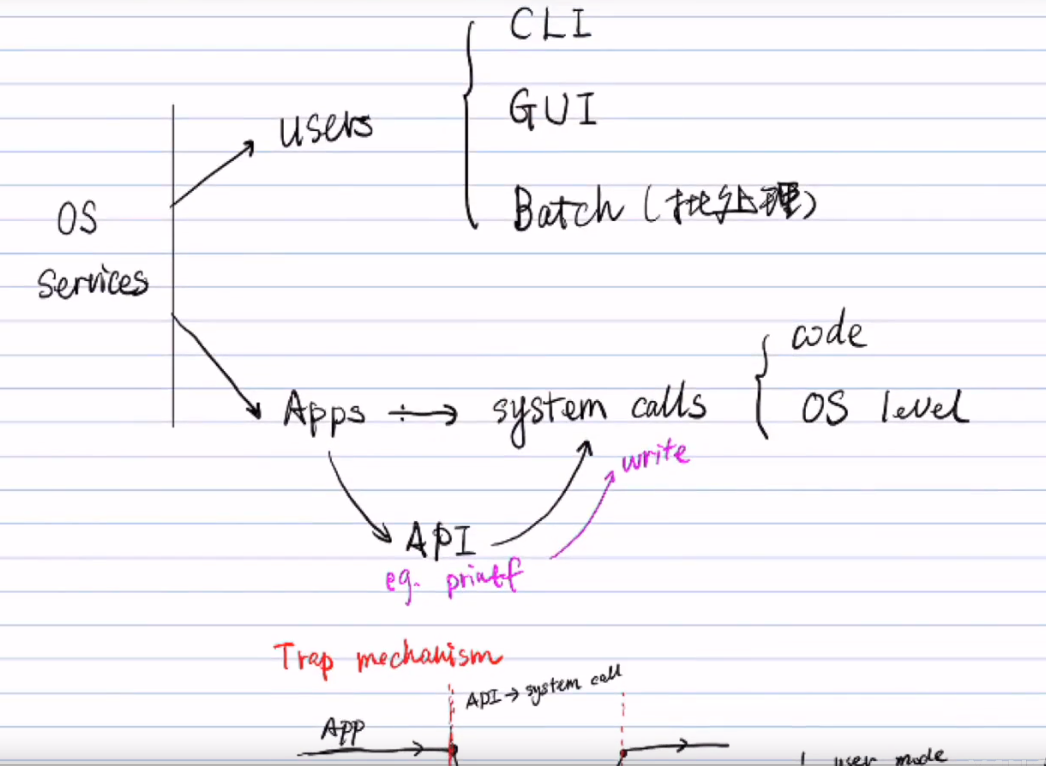 CLI
GUI
users
Batch (批处理)
OS
Services
code
Apps → system calls
OS level
write
API
eg. printf
Trap mechanism
API → system call
App
user mode